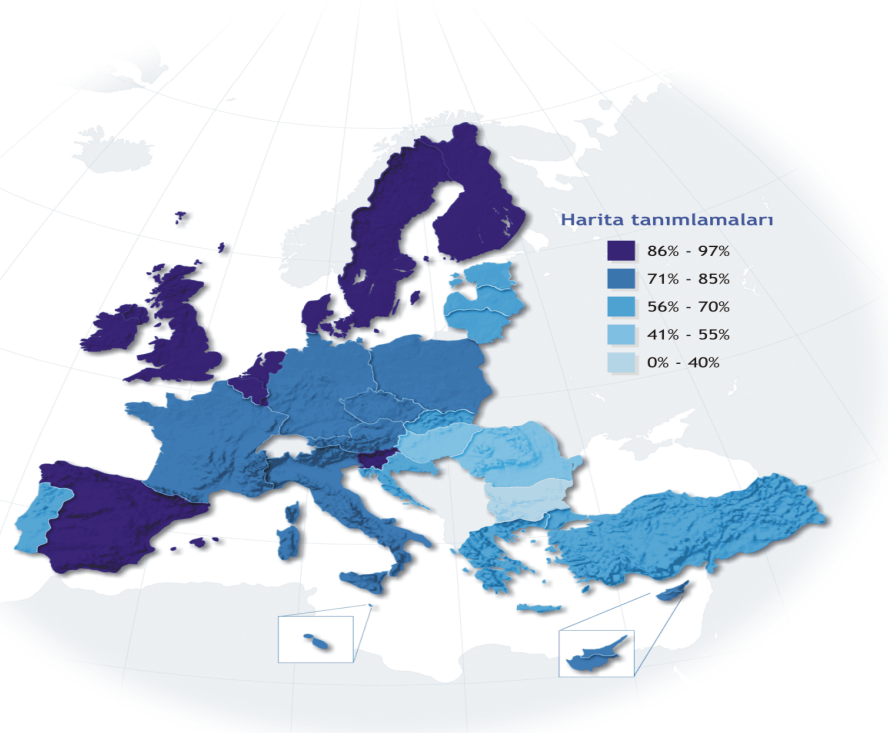 Harita tanımlamaları
86% - 97%
71% - 85%
56% - 70%
41% - 55%
0% - 40%